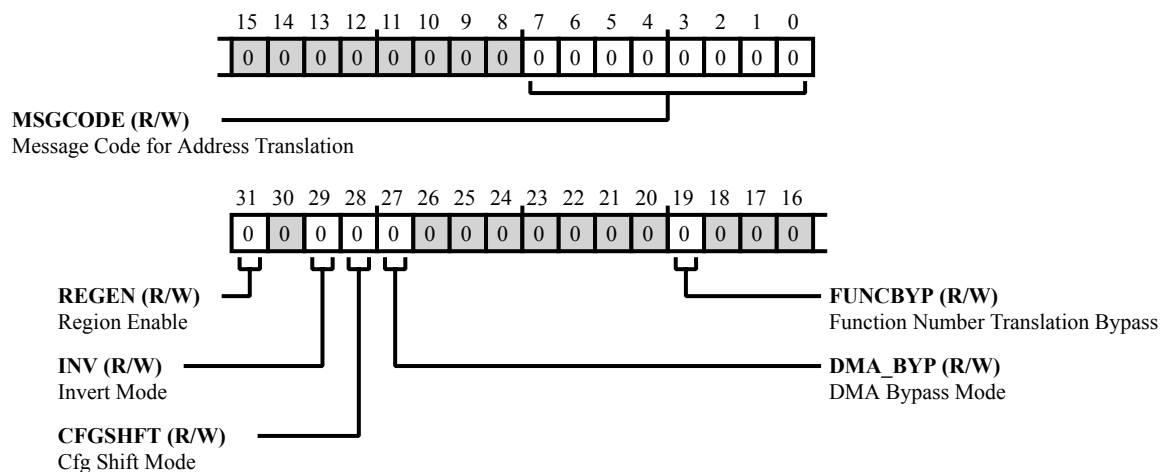 15 14 13 12 11 10 9 8 7 6 5 4 3 2 1 0
0 0 0 0 0 0 0 0 0 0 0 0 0 0 0 0
MSGCODE (R/W)
Message Code for Address Translation
31 30 29 28 27 26 25 24 23 22 21 20 19 18 17 16
0 0 0 0 0 0 0 0 0 0 0 0 0 0 0 0
REGEN (R/W)
Region Enable
FUNCBYP (R/W)
Function Number Translation Bypass
INV (R/W)
Invert Mode
DMA_BYP (R/W)
DMA Bypass Mode
CFGSHFT (R/W)
Cfg Shift Mode